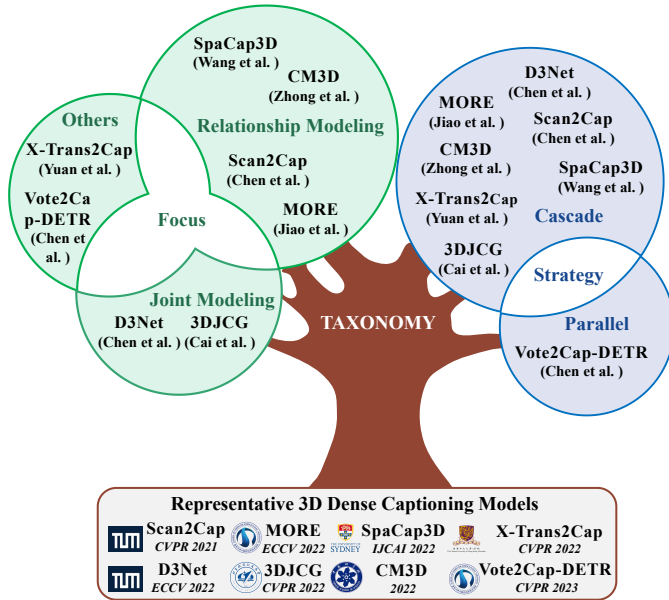 SpaCap3D
(Wang et al. )
CM3D
(Zhong et al. )
Others
Relationship Modeling
X-Trans2Cap
(Yuan et al. )
Scan2Cap
(Chen et al. )
Vote2Ca
p-DETR
(Chen et
al. )
MORE
(Jiao et al. )
Focus
Joint Modeling
D3Net
(Chen et al. )
3DJCG
(Cai et al. )
D3Net
(Chen et al. )
MORE
(Jiao et al. )
Scan2Cap
(Chen et al. )
CM3D
(Zhong et al. )
SpaCap3D
(Wang et al. )
X-Trans2Cap
(Yuan et al. )
Cascade
3DJCG
(Cai et al. )
Strategy
Parallel
Vote2Cap-DETR
(Chen et al. )
TAXONOMY
Representative 3D Dense Captioning Models
TUM
Scan2Cap
CVPR 2021
MORE
ECCV 2022
SYDNEY
SpaCap3D
IJCAI 2022
X-Trans2Cap
CVPR 2022
TUM
D3Net
ECCV 2022
3DJCG
CVPR 2022
CM3D
2022
Vote2Cap-DETR
CVPR 2023